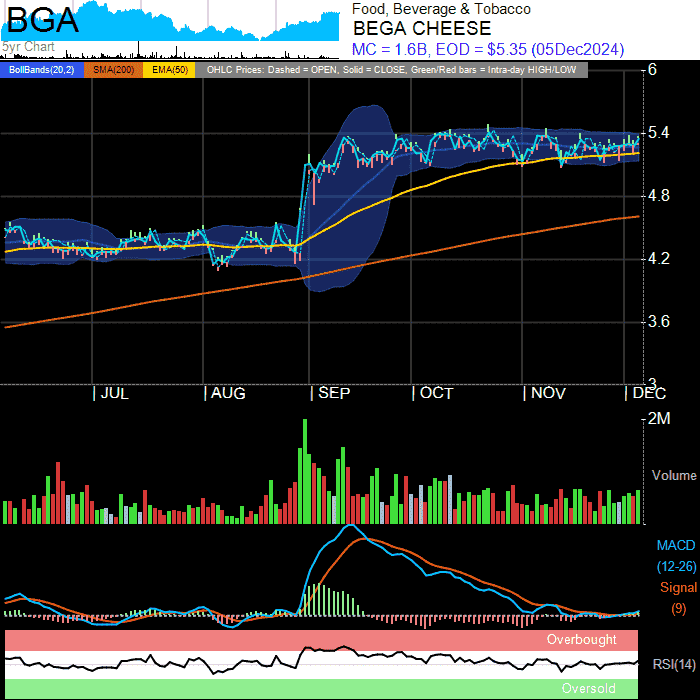 BGA
5yr Chart
Food, Beverage & Tobacco
BEGA CHEESE
MC = 1.6B, EOD = $5.35 (05Dec2024)
BollBands(20,2) SMA(200) EMA(50) OHLC Prices: Dashed = OPEN, Solid = CLOSE, Green/Red bars = Intra-day HIGH/LOW
6
5.4
4.8
4.2
3.6
3
| JUL | AUG | SEP | OCT | NOV | DEC
2M
Volume
MACD
(12-26)
Signal
(9)
Overbought
RSI(14)
Oversold